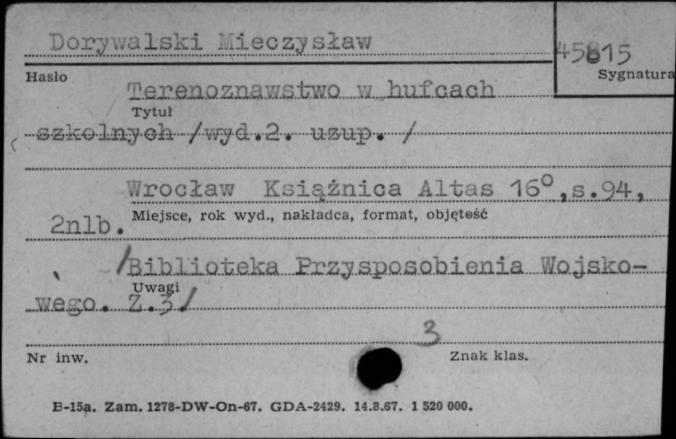 Dorywalski Mieczysław
45815
Hasło
Sygnatura
Terenoznawstwo w hufcach
Tytuł
szkolnych /wyd.2. uzup. /
Wrocław Książnica Altas 16°,s.94,
Miejsce, rok wyd., nakładca, format, objętość
2nlb.
/Biblioteka Przysposobienia Wojsko-
Uwagi
wego. Z.3/
3
Nr inw.
Znak klas.
B-15a. Zam. 1278-DW-On-67. GDA-2429. 14.8.67. 1 520 000.